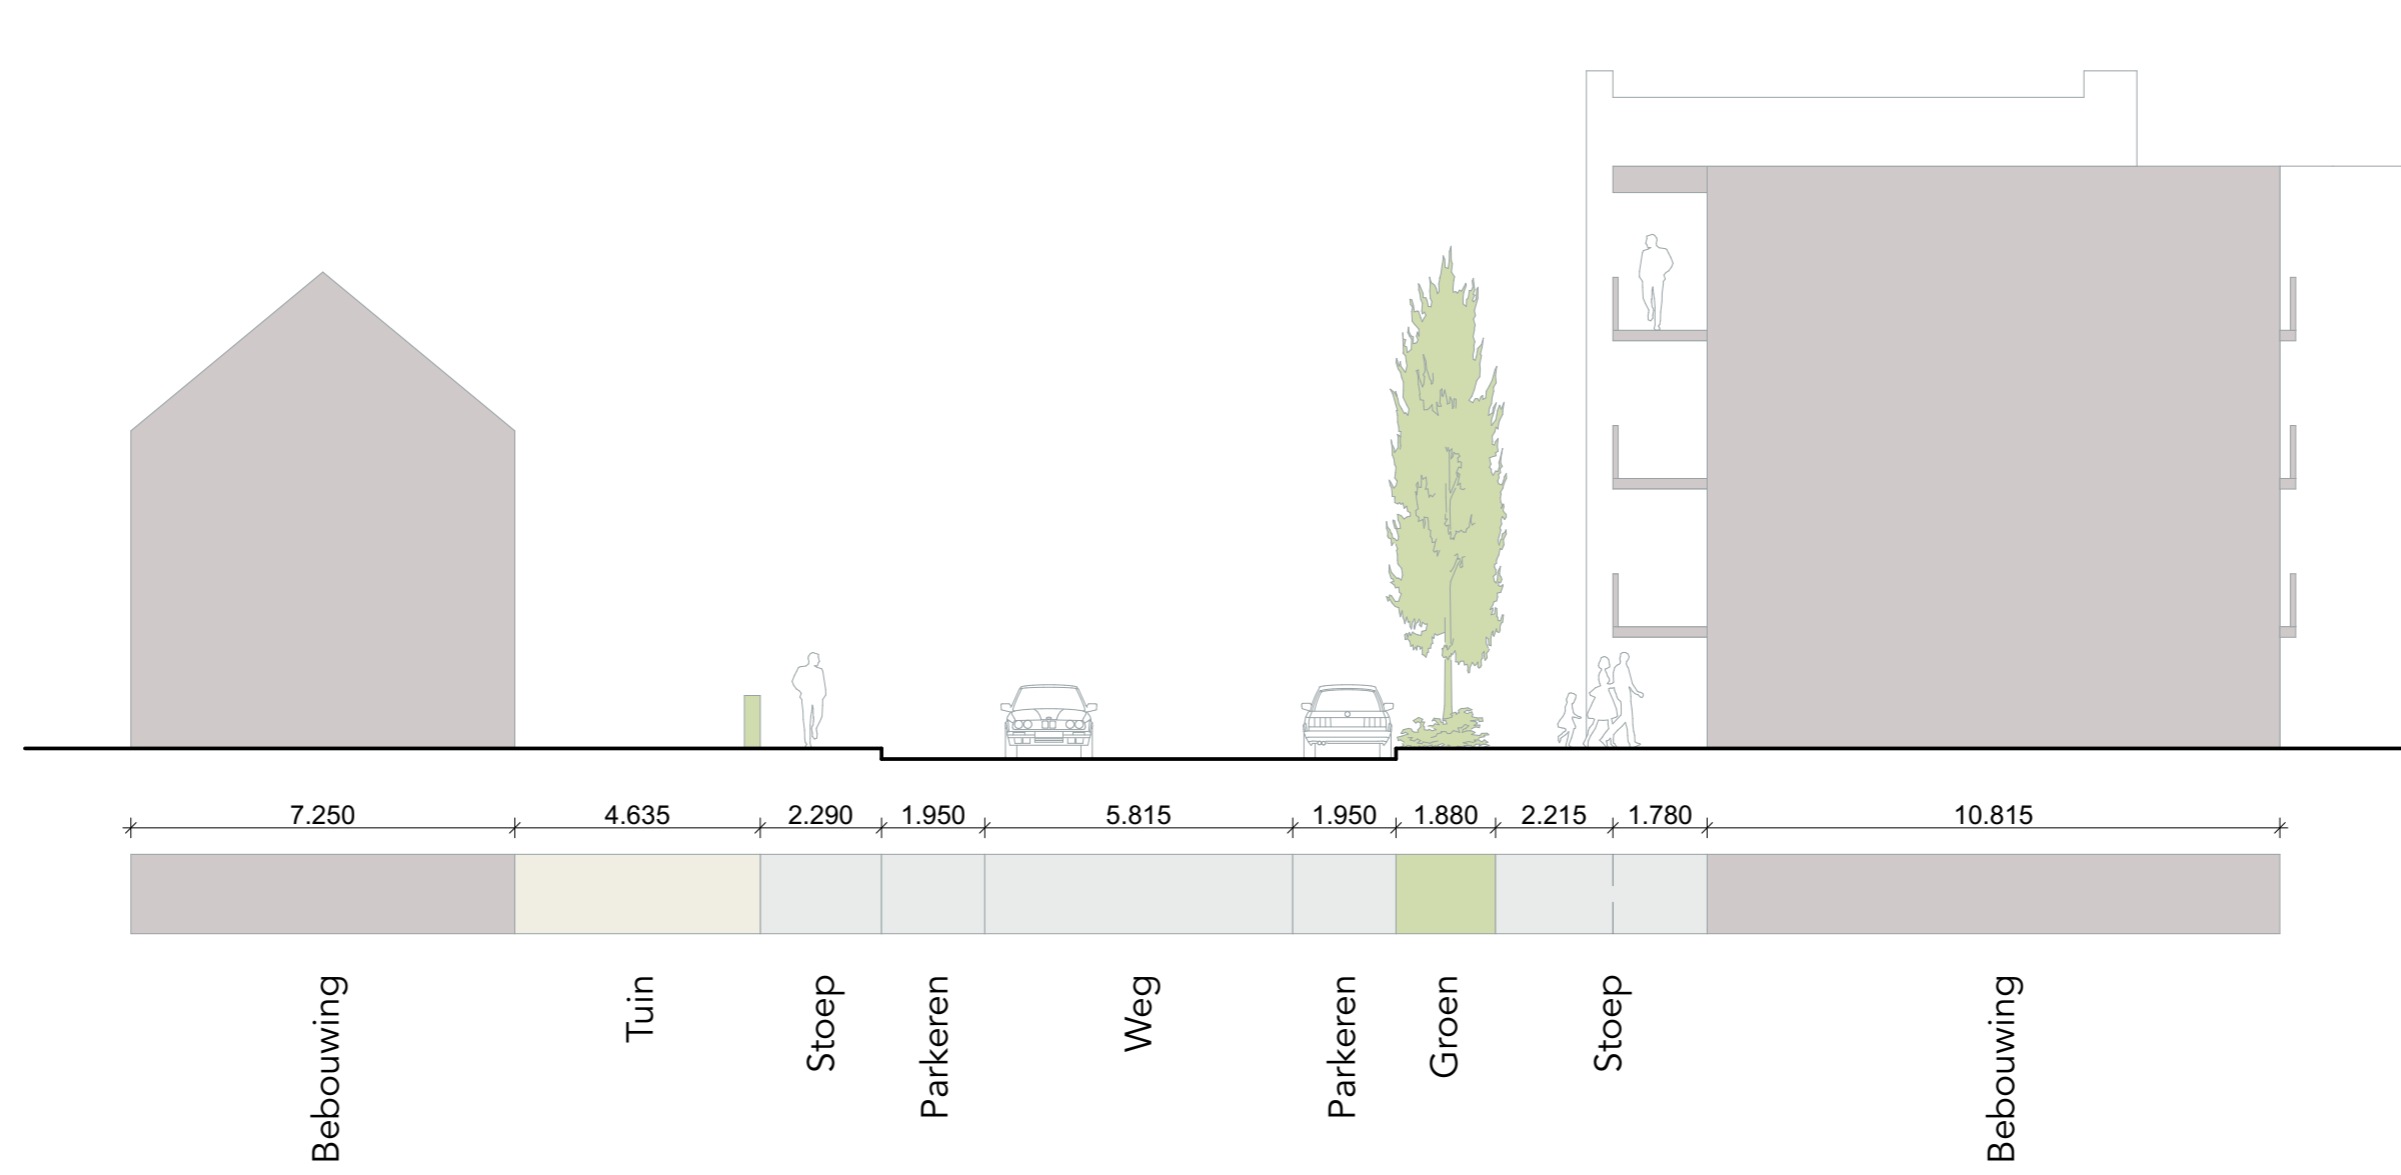 7.250 4.635 2.290 1.950 5.815 1.950 1.880 2.215 1.780 10.815
Bebouwing
Tuin
Stoep
Parkeren
Weg
Parkeren
Groen
Stoep
Bebouwing